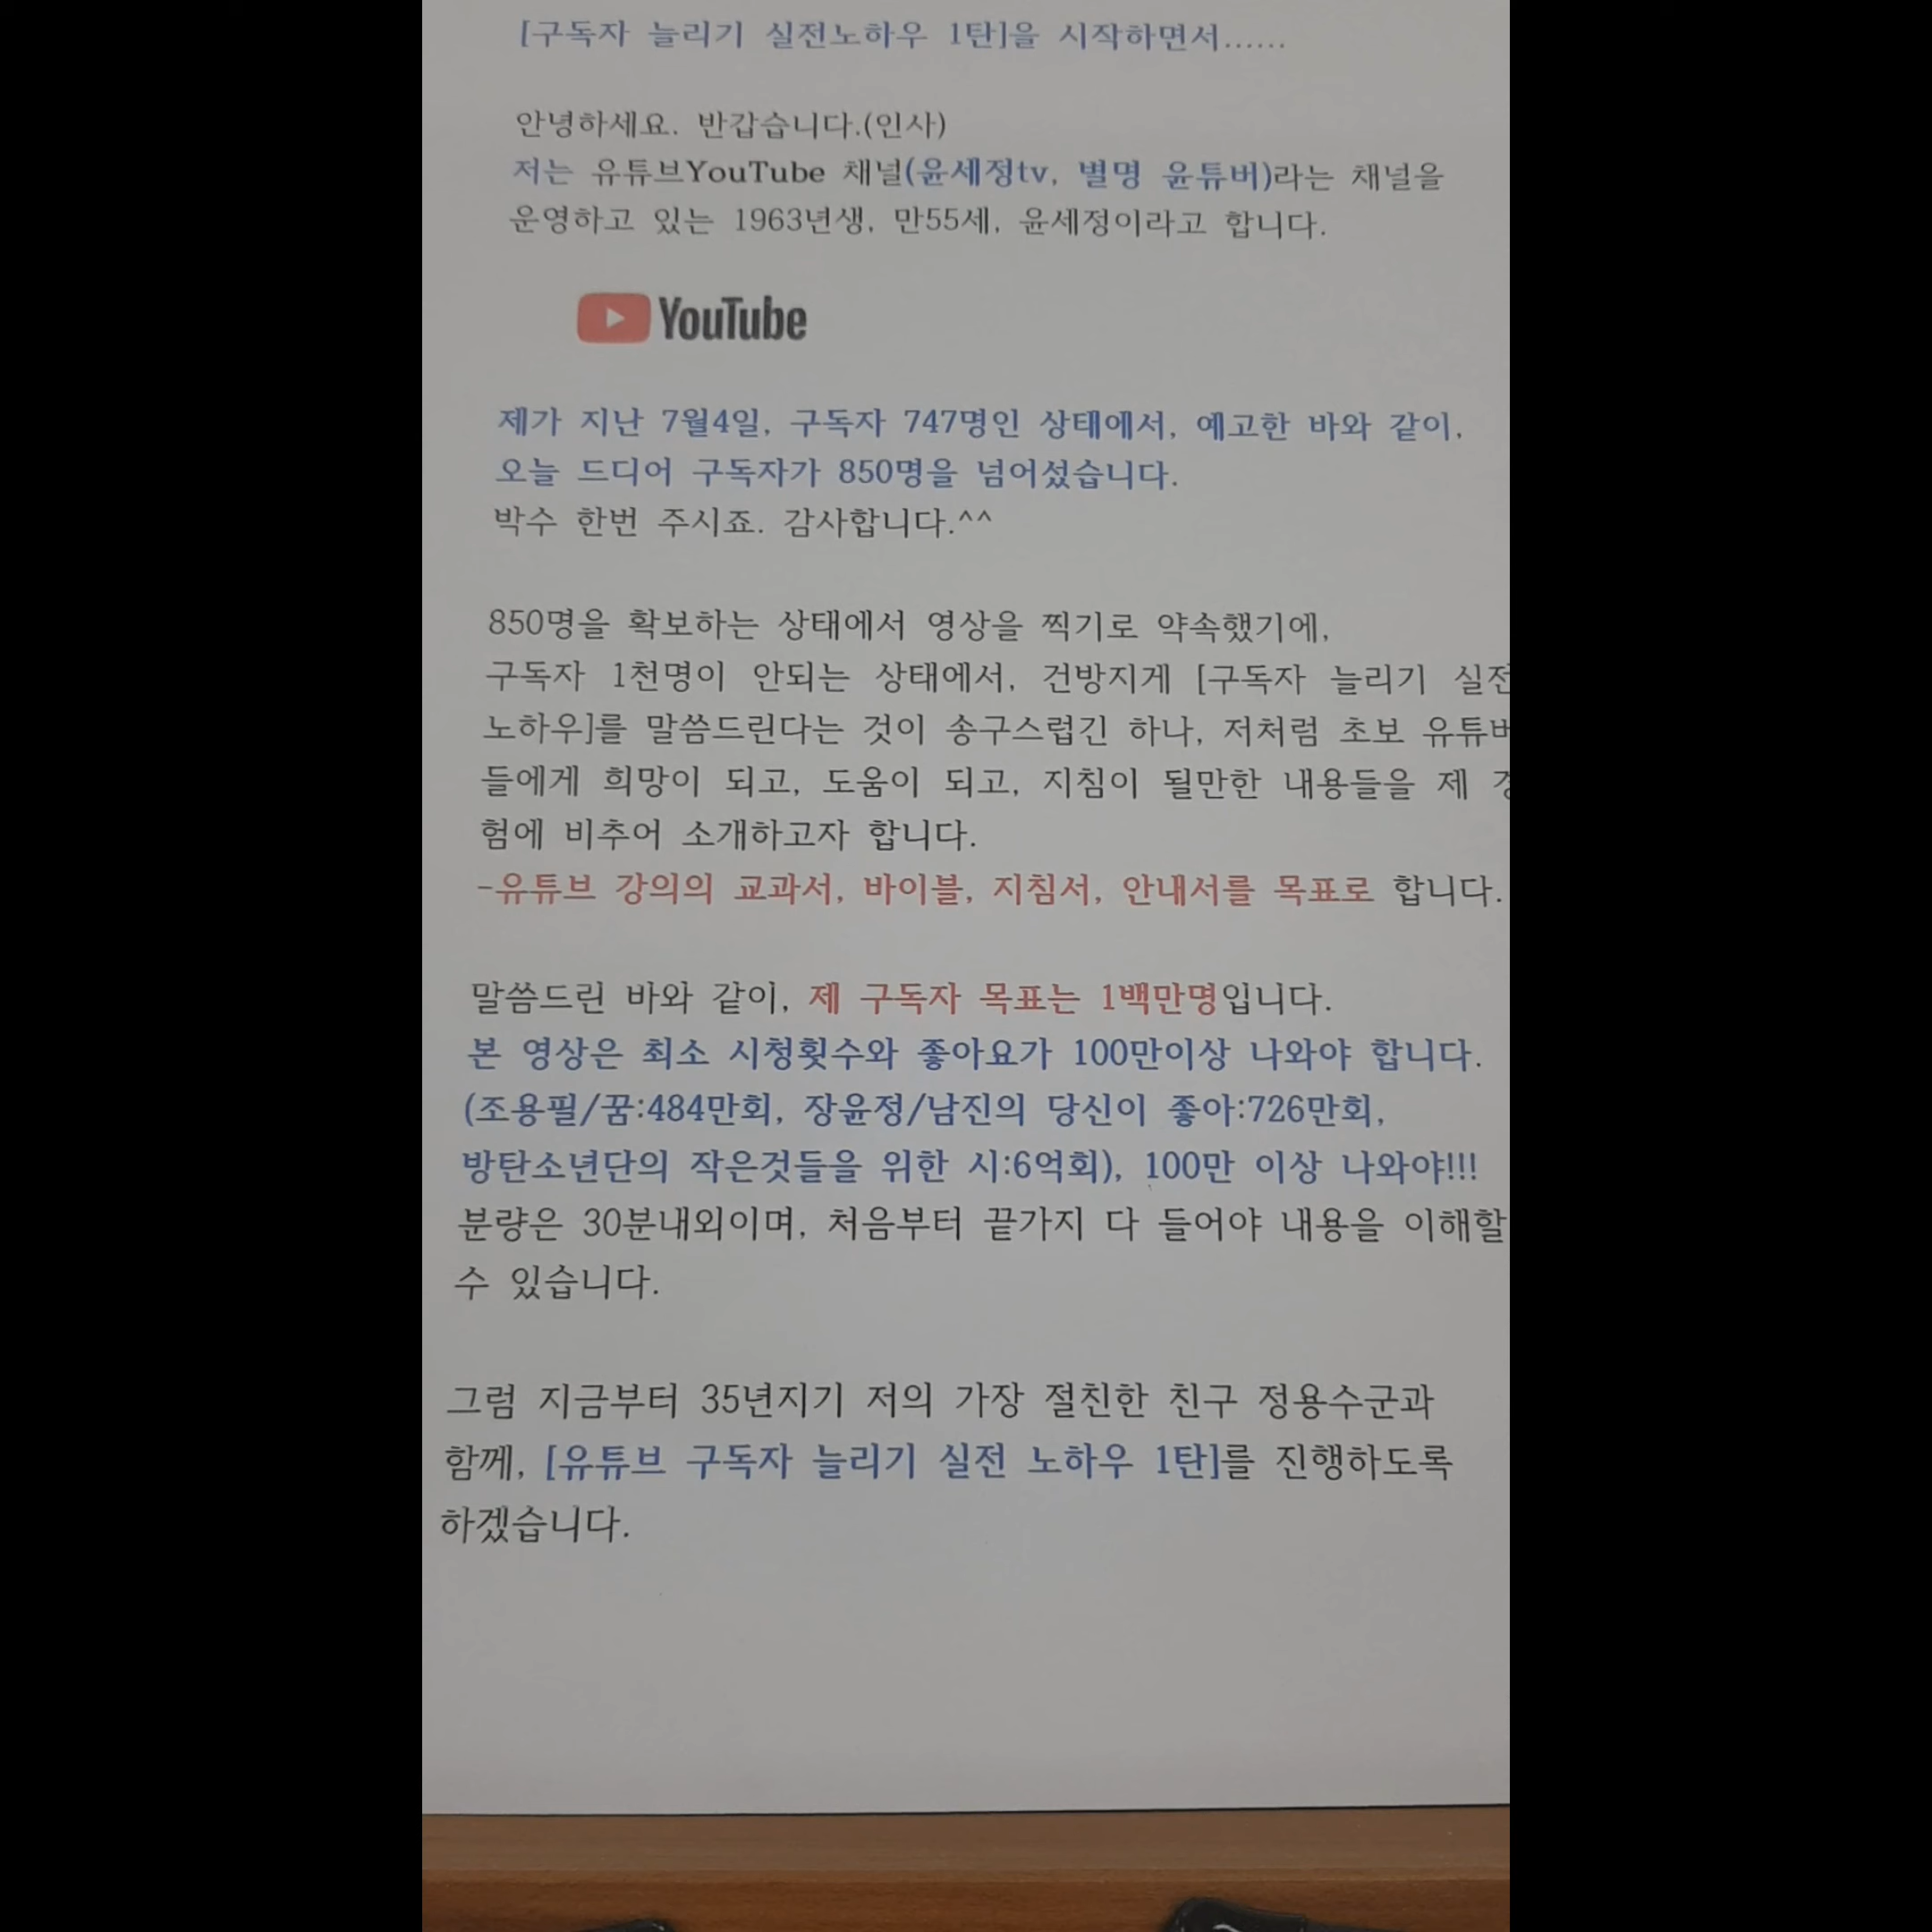 [구독자 늘리기 실전노하우 1탄]을 시작하면서......
안녕하세요. 반갑습니다.(인사)
저는 유튜브YouTube 채널(윤세정tv, 별명 윤튜버)라는 채널을
운영하고 있는 1963년생, 만55세, 윤세정이라고 합니다.
YouTube
제가 지난 7월4일, 구독자 747명인 상태에서, 예고한 바와 같이,
오늘 드디어 구독자가 850명을 넘어섰습니다.
박수 한번 주시죠. 감사합니다.^^
850명을 확보하는 상태에서 영상을 찍기로 약속했기에,
구독자 1천명이 안되는 상태에서, 건방지게 [구독자 늘리기 실전
노하우]를 말씀드린다는 것이 송구스럽긴 하나, 저처럼 초보 유튜버
들에게 희망이 되고, 도움이 되고, 지침이 될만한 내용들을 제 경
험에 비추어 소개하고자 합니다.
-유튜브 강의의 교과서, 바이블, 지침서, 안내서를 목표로 합니다.
말씀드린 바와 같이, 제 구독자 목표는 1백만명입니다.
본 영상은 최소 시청횟수와 좋아요가 100만이상 나와야 합니다.
(조용필/꿈:484만회, 장윤정/남진의 당신이 좋아:726만회,
방탄소년단의 작은것들을 위한 시:6억회), 100만 이상 나와야!!!
분량은 30분내외이며, 처음부터 끝가지 다 들어야 내용을 이해할
수 있습니다.
그럼 지금부터 35년지기 저의 가장 절친한 친구 정용수군과
함께, [유튜브 구독자 늘리기 실전 노하우 1탄]를 진행하도록
하겠습니다.